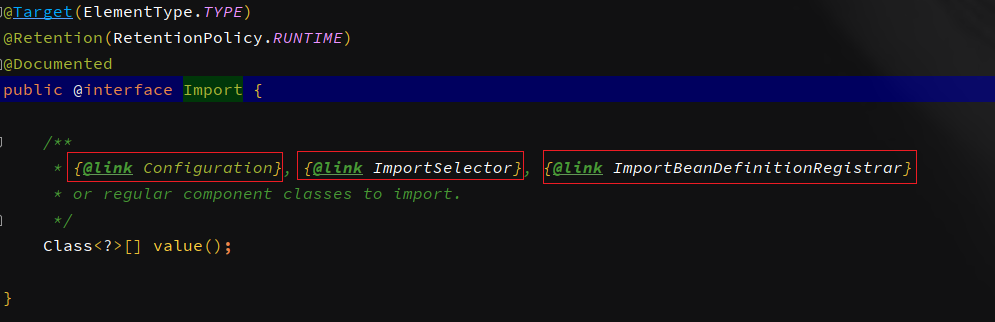 @Target(ElementType.TYPE)
@Retention(RetentionPolicy.RUNTIME)
@Documented
public @interface Import {
/**
* {@link Configuration}, {@link ImportSelector}, {@link ImportBeanDefinitionRegistrar}
* or regular component classes to import.
*/
Class<?>[] value();
}